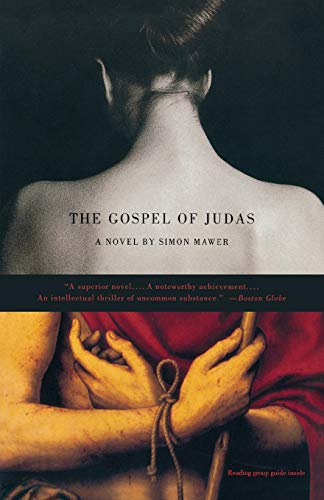 THE GOSPEL OF JUDAS
A NOVEL BY SIMON MAWER
“A superior novel.... A noteworthy achievement....
An intellectual thriller of uncommon substance.” —Boston Globe
Reading group guide inside